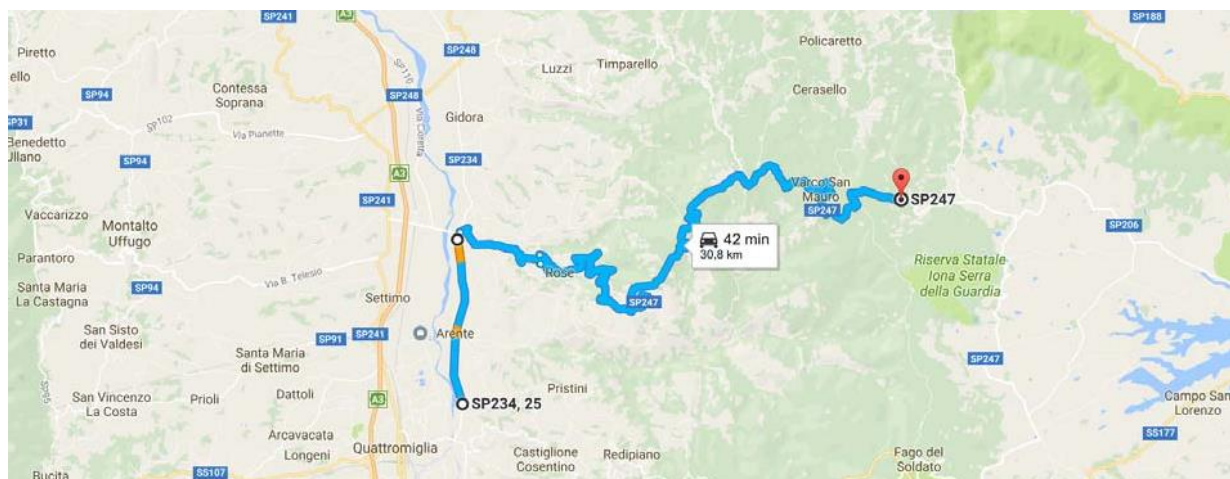 SP241
A3
SP188
Piretto
SP110
SP248
Policaretto
ello
Luzzi
Timparello
SP94
Contessa
Soprana
SP248
Cerasello
SP31
SP102
Via Pianette
Gidora
Benedetto
Ullano
SP94
SP234
A3
SP241
Varco San
Mauro
SP247
SP247
Vaccarizzo
Montalto
Uffugo
SP206
42 min
30,8 km
Parantoro
Via B. Telesio
Rose
Riserva Statale
Iona Serra
della Guardia
Santa Maria
La Castagna
SP94
Settimo
SP247
San Sisto
dei Valdesi
SP91
SP241
Arente
Santa Maria
di Settimo
SP247
Pristini
San Vincenzo
La Costa
Prioli
Dattoli
A3
SP234, 25
Campo San
Lorenzo
Arcavacata
Longeni
Quattromiglia
Castiglione
Cosentino
Redipiano
Fago del
Soldato
SS177
Bucita
SS107